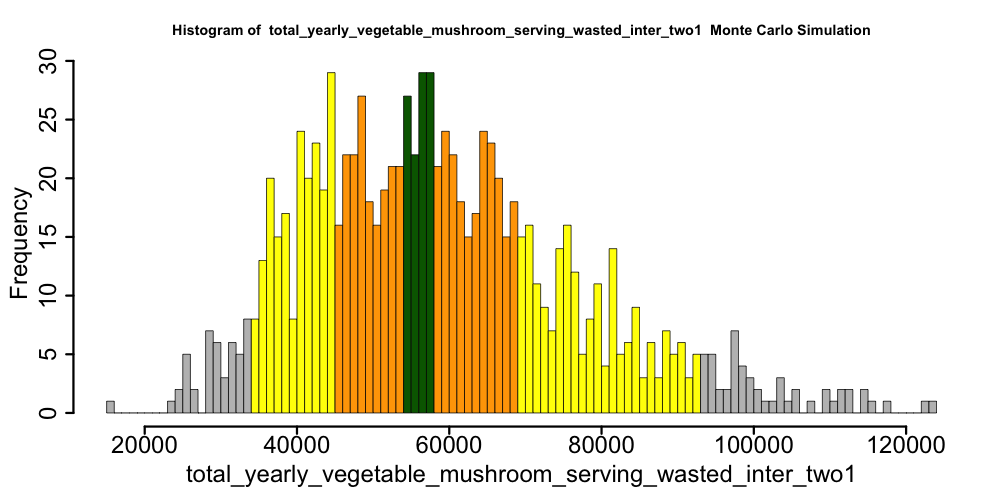 Histogram of  total_yearly_vegetable_mushroom_serving_wasted_inter_two1  Monte Carlo Simulation
Frequency
30
25
20
15
10
5
0
20000 40000 60000 80000 100000 120000
total_yearly_vegetable_mushroom_serving_wasted_inter_two1